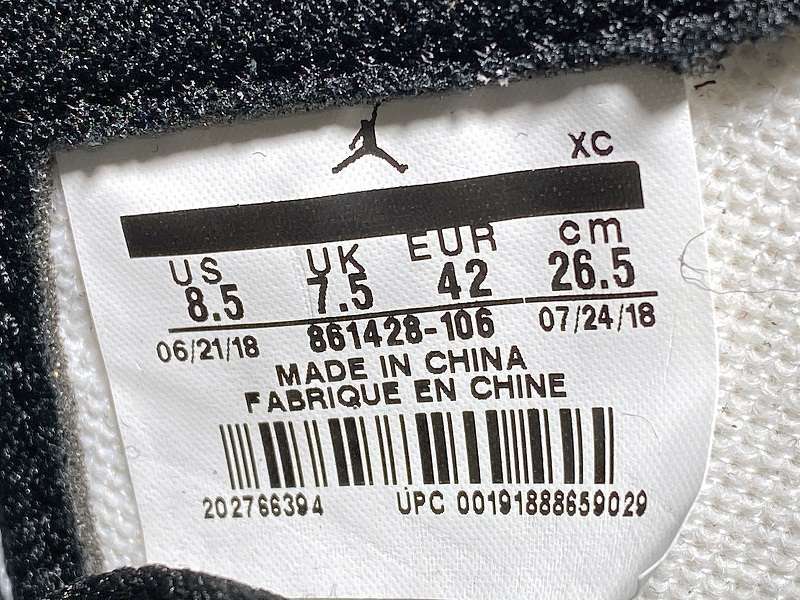 XC
US UK EUR cm
8.5 7.5 42 26.5
06/21/18 861428-106 07/24/18
MADE IN CHINA
FABRIQUE EN CHINE
202766394 UPC 00191888659029